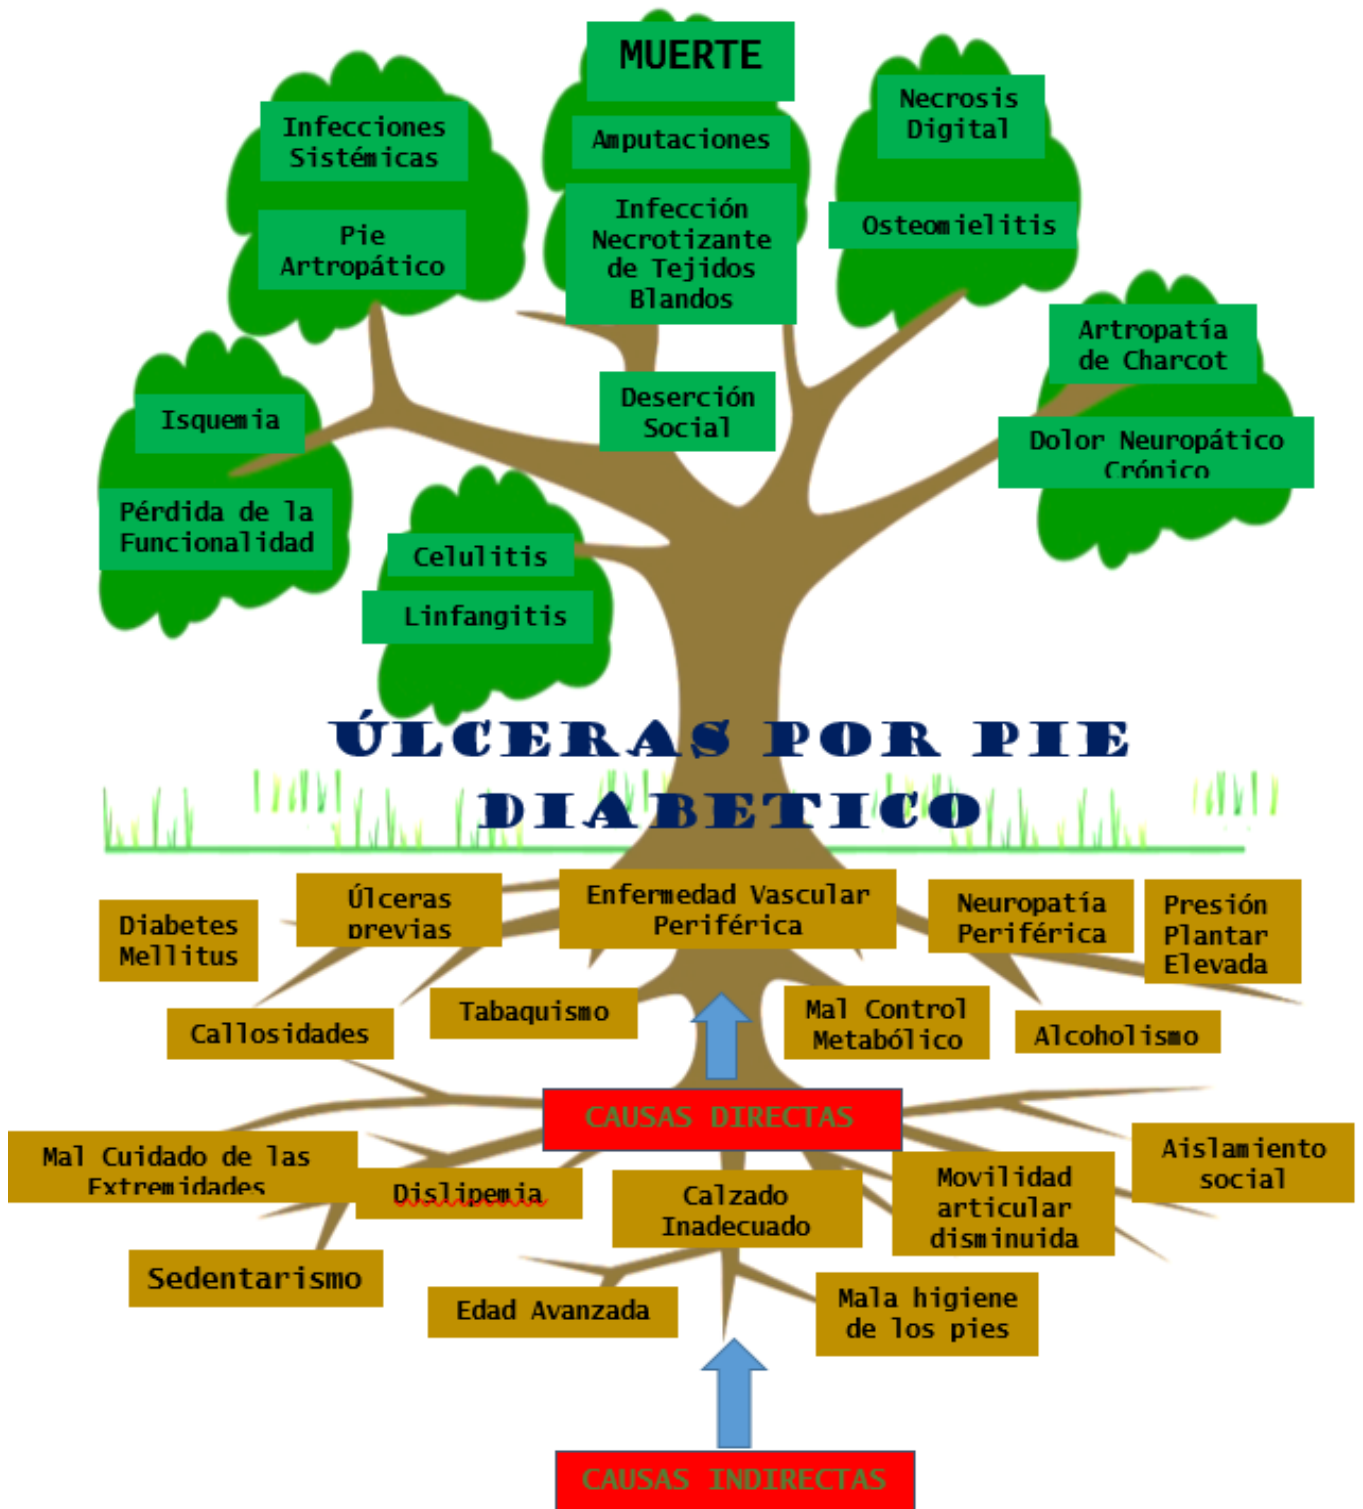 MUERTE
Necrosis
Digital
Infecciones
Sistémicas
Amputaciones
Infección
Necrotizante
de Tejidos
Blandos
Osteomielitis
Pie
Artropático
Artropatía
de Charcot
Deserción
Social
Isquemia
Dolor Neuropático
Crónico
Pérdida de la
Funcionalidad
Celulitis
Linfangitis
ÚLCERAS POR PIE
DIABETICO
Diabetes
Mellitus
Úlceras
previas
Enfermedad Vascular
Periférica
Neuropatía
Periférica
Presión
Plantar
Elevada
Callosidades
Tabaquismo
Mal Control
Metabólico
Alcoholismo
CAUSAS DIRECTAS
Mal Cuidado de las
Extremidades
Dislipemia
Calzado
Inadecuado
Movilidad
articular
disminuida
Aislamiento
social
Sedentarismo
Edad Avanzada
Mala higiene
de los pies
CAUSAS INDIRECTAS